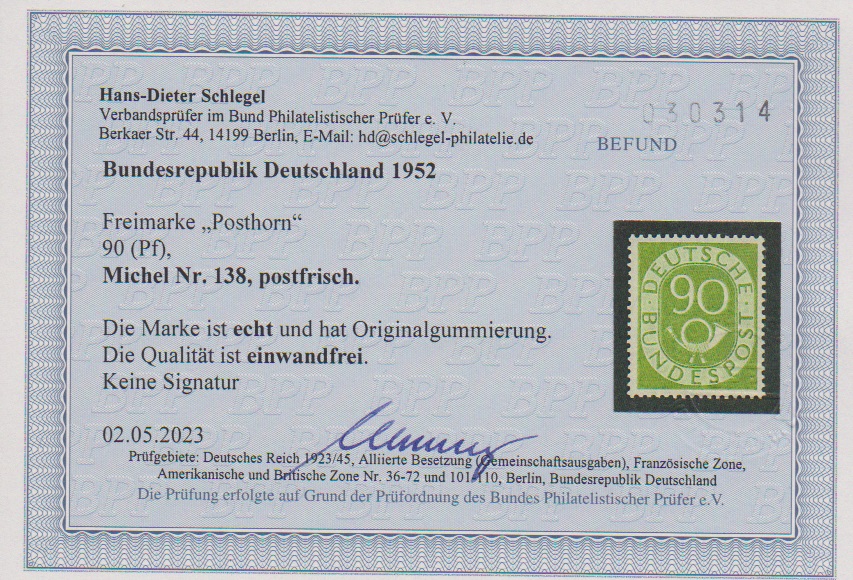 Hans-Dieter Schlegel
Verbandsprüfer im Bund Philatelistischer Prüfer e. V.
Berkaer Str. 44, 14199 Berlin, E-Mail: hd@schlegel-philatelie.de
030314
BEFUND
Bundesrepublik Deutschland 1952
Freimarke „Posthorn“
90 (Pf),
Michel Nr. 138, postfrisch.
DEUTSCHE
90
BUNDESPOST
Die Marke ist echt und hat Originalgummierung.
Die Qualität ist einwandfrei.
Keine Signatur
02.05.2023
Prüfgebiete: Deutsches Reich 1923/45, Alliierte Besetzung (Gemeinschaftsausgaben), Französische Zone,
Amerikanische und Britische Zone Nr. 36-72 und 101-110, Berlin, Bundesrepublik Deutschland
Die Prüfung erfolgte auf Grund der Prüfordnung des Bundes Philatelistischer Prüfer e.V.